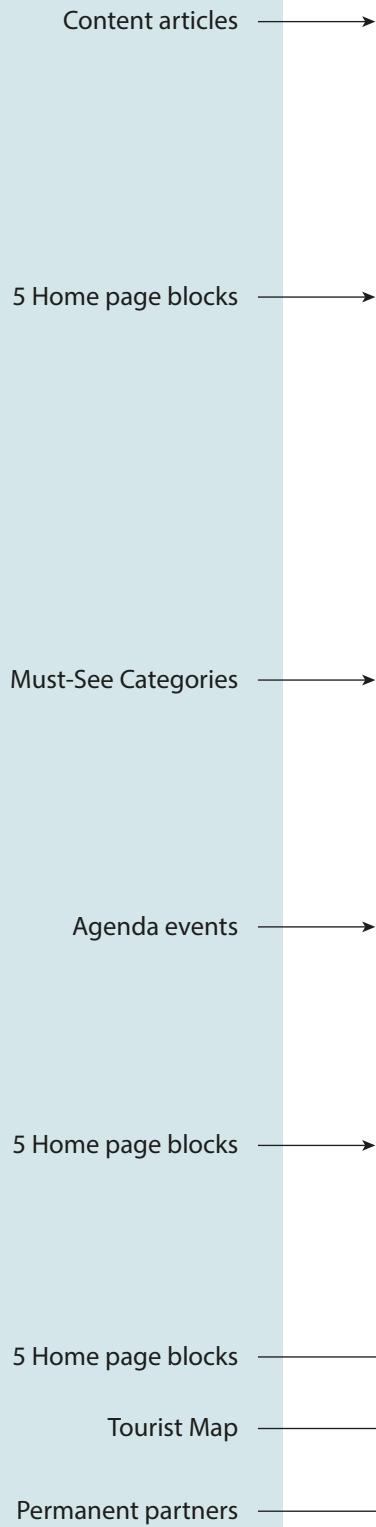 Content articles
5 Home page blocks
Must-See Categories
Agenda events
5 Home page blocks
5 Home page blocks
Tourist Map
Permanent partners